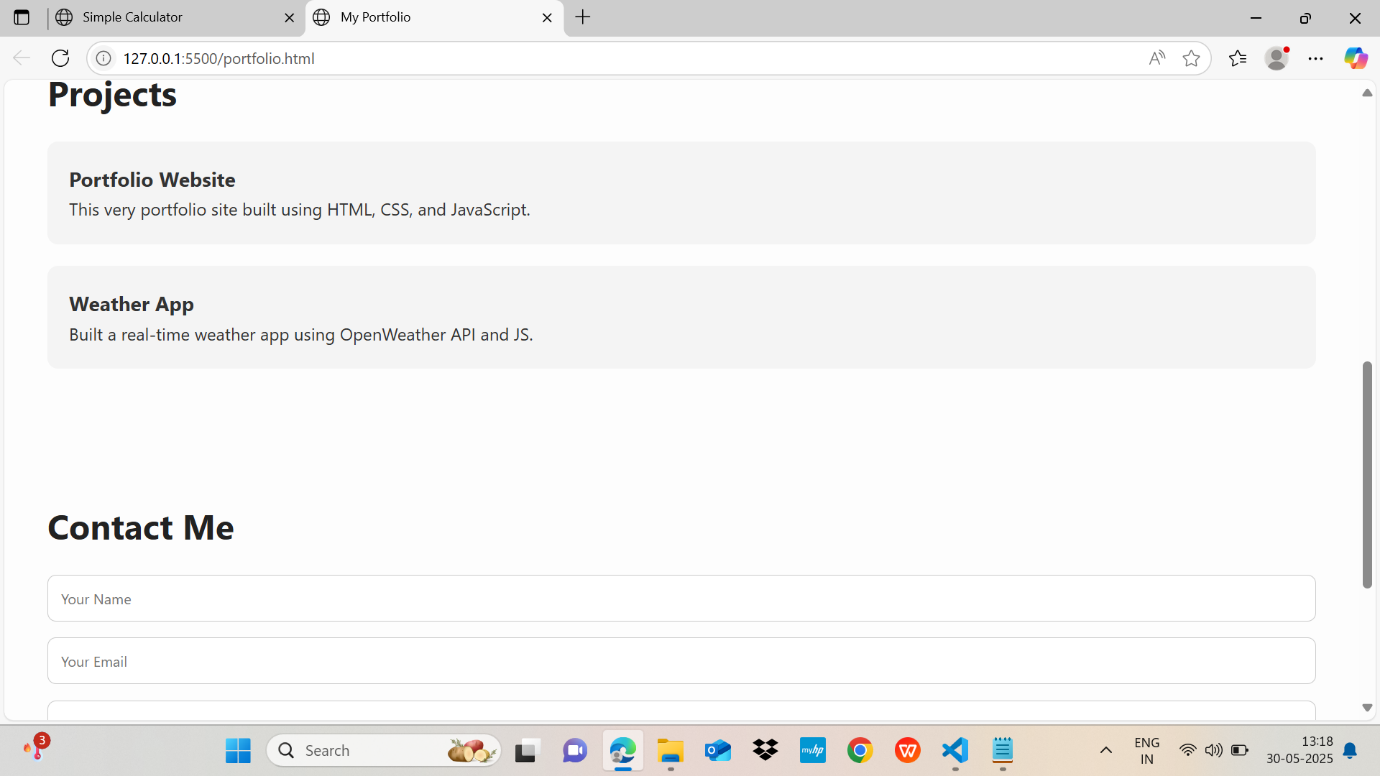 Simple Calculator
My Portfolio
127.0.0.1:5500/portfolio.html
Projects
Portfolio Website
This very portfolio site built using HTML, CSS, and JavaScript.
Weather App
Built a real-time weather app using OpenWeather API and JS.
Contact Me
Your Name
Your Email
3
Search
myhp
W
ENG
IN
13:18
30-05-2025